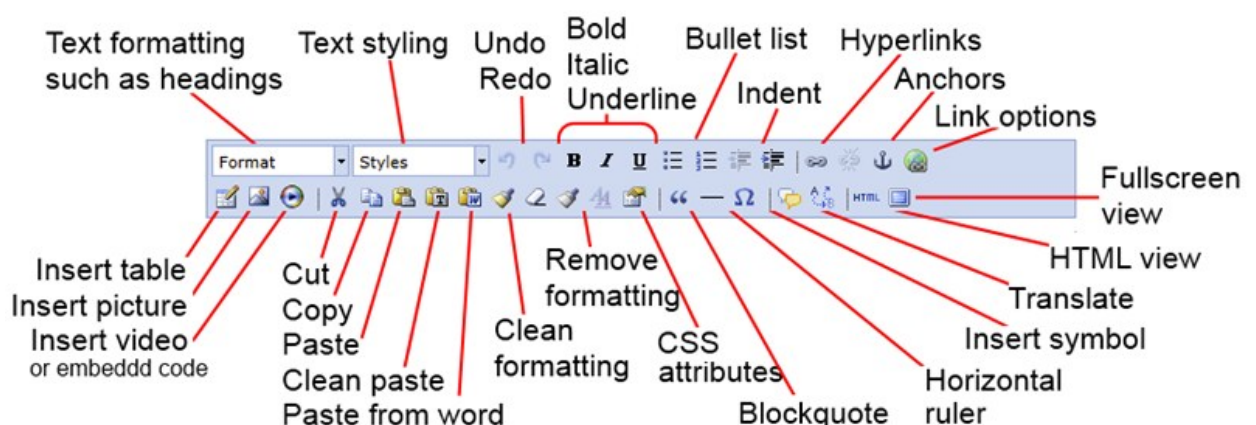 Text formatting
such as headings
Text styling
Undo
Redo
Bold
Italic
Underline
Bullet list
Indent
Hyperlinks
Anchors
Link options
Format
Styles
B I U
HTML
Fullscreen
view
HTML view
Translate
Insert symbol
Horizontal
ruler
Blockquote
CSS
attributes
Remove
formatting
Clean
formatting
Cut
Copy
Paste
Clean paste
Paste from word
Insert table
Insert picture
Insert video
or embeddd code